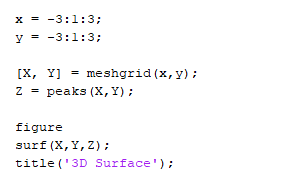 x = -3:1:3;
y = -3:1:3;
[X, Y] = meshgrid(x,y);
Z = peaks(X,Y);
figure
surf(X,Y,Z);
title('3D Surface');